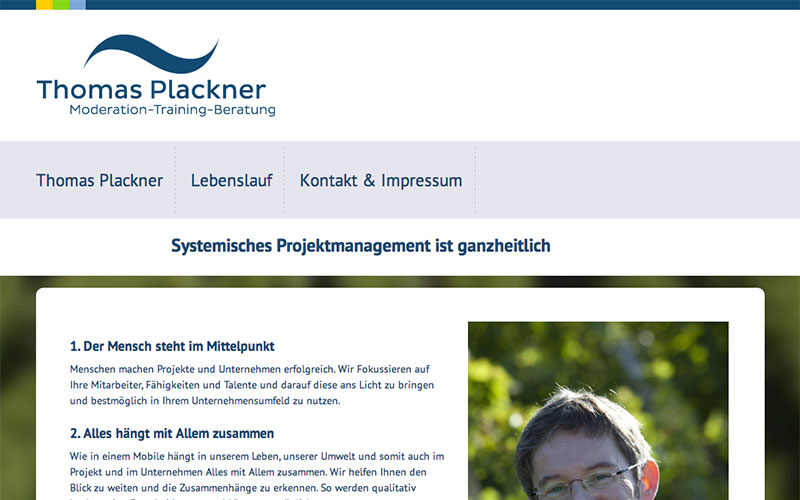 Thomas Plackner
Moderation-Training-Beratung
Thomas Plackner
Lebenslauf
Kontakt & Impressum
Systemisches Projektmanagement ist ganzheitlich
1. Der Mensch steht im Mittelpunkt
Menschen machen Projekte und Unternehmen erfolgreich. Wir Fokussieren auf
Ihre Mitarbeiter, Fähigkeiten und Talente und darauf diese ans Licht zu bringen
und bestmöglich in Ihrem Unternehmensumfeld zu nutzen.
2. Alles hängt mit Allem zusammen
Wie in einem Mobile hängt in unserem Leben, unserer Umwelt und somit auch im
Projekt und im Unternehmen Alles mit Allem zusammen. Wir helfen Ihnen den
Blick zu weiten und die Zusammenhänge zu erkennen. So werden qualitativ